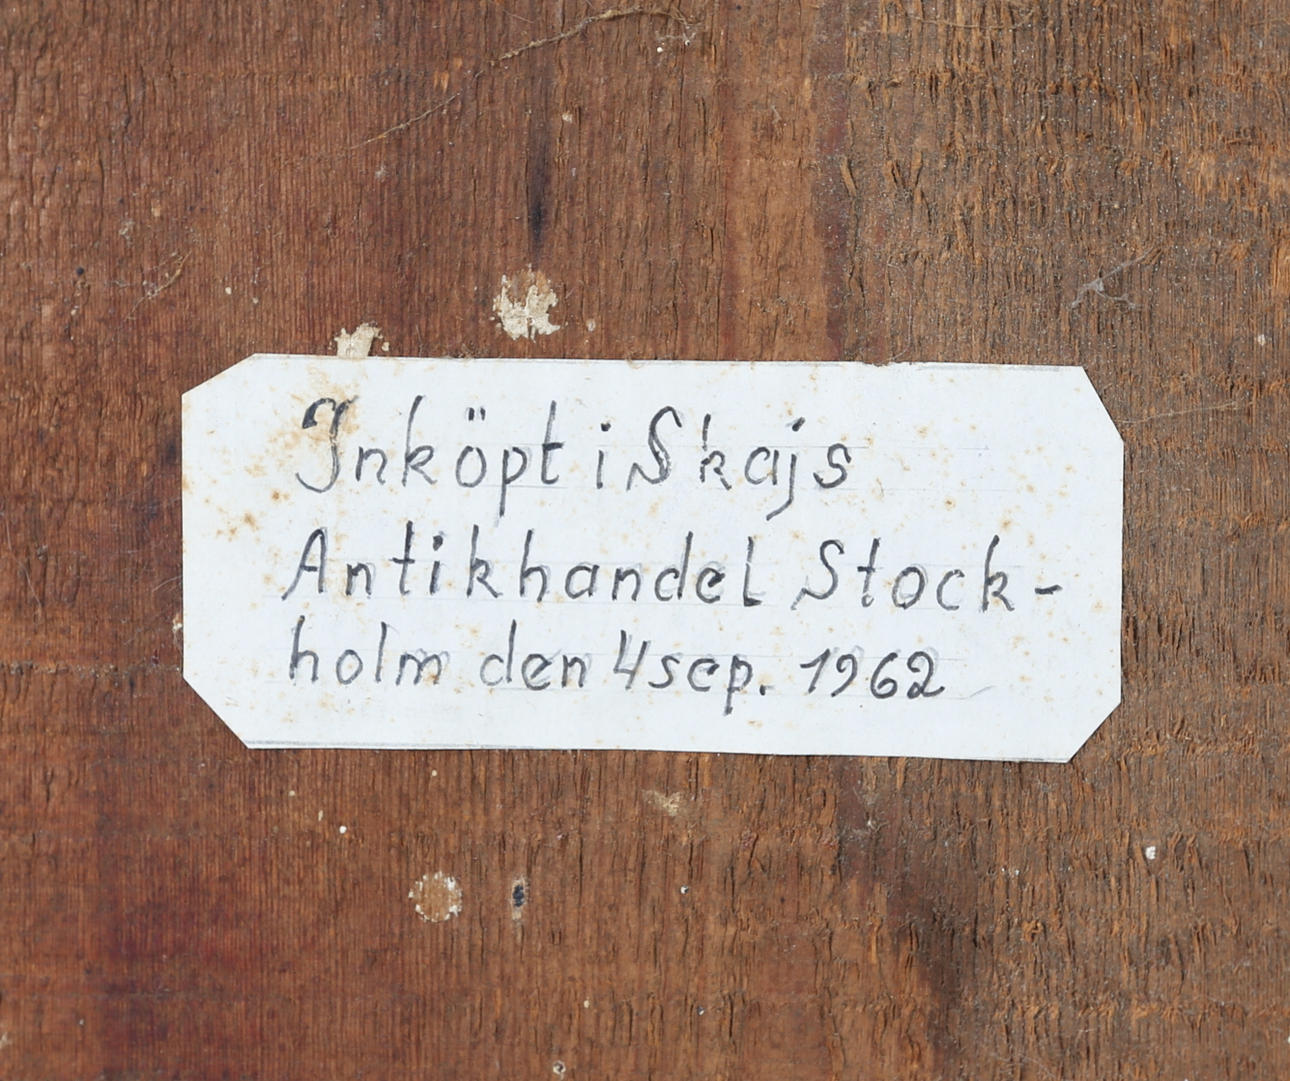 Inköpt i Skajs
Antikhandel Stock-
holm den 4 sep. 1962